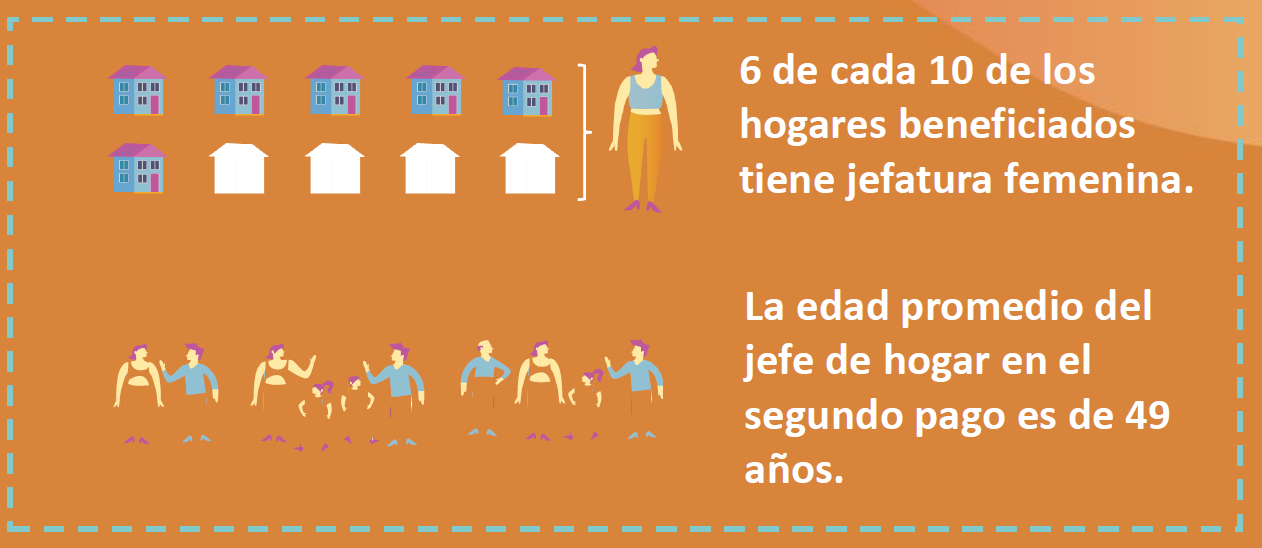 6 de cada 10 de los
hogares beneficiados
tiene jefatura femenina.
La edad promedio del
jefe de hogar en el
segundo pago es de 49
años.